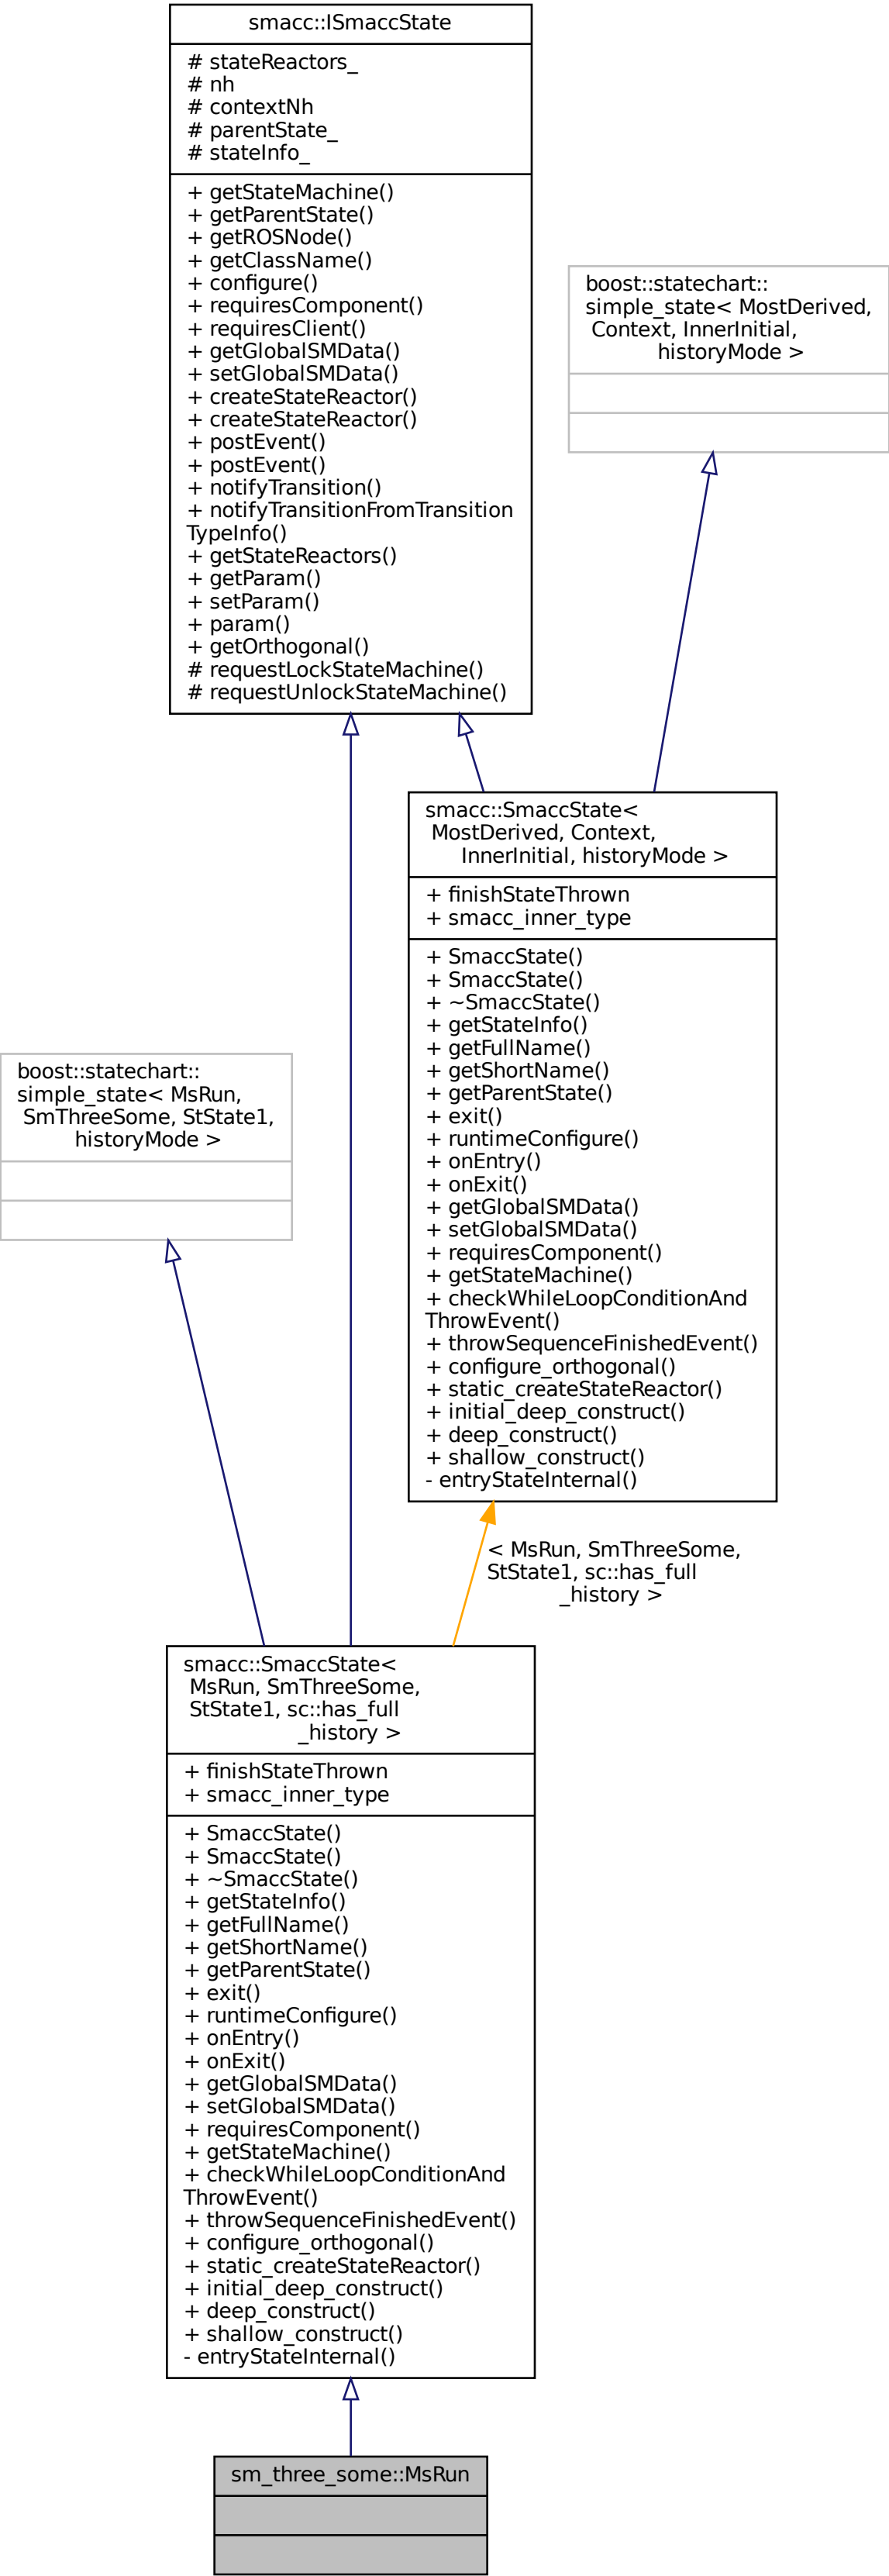 smacc::ISmaccState
# stateReactors_
# nh
# contextNh
# parentState_
# stateInfo_
+ getStateMachine()
+ getParentState()
+ getROSNode()
+ getClassName()
+ configure()
+ requiresComponent()
+ requiresClient()
+ getGlobalSMData()
+ setGlobalSMData()
+ createStateReactor()
+ createStateReactor()
+ postEvent()
+ postEvent()
+ notifyTransition()
+ notifyTransitionFromTransition
TypeInfo()
+ getStateReactors()
+ getParam()
+ setParam()
+ param()
+ getOrthogonal()
# requestLockStateMachine()
# requestUnlockStateMachine()
boost::statechart::
simple_state< MostDerived,
Context, InnerInitial,
historyMode >
smacc::SmaccState<
MostDerived, Context,
InnerInitial, historyMode >
+ finishStateThrown
+ smacc_inner_type
+ SmaccState()
+ SmaccState()
+ ~SmaccState()
+ getStateInfo()
+ getFullName()
+ getShortName()
+ getParentState()
+ exit()
+ runtimeConfigure()
+ onEntry()
+ onExit()
+ getGlobalSMData()
+ setGlobalSMData()
+ requiresComponent()
+ getStateMachine()
+ checkWhileLoopConditionAnd
ThrowEvent()
+ throwSequenceFinishedEvent()
+ configure_orthogonal()
+ static_createStateReactor()
+ initial_deep_construct()
+ deep_construct()
+ shallow_construct()
- entryStateInternal()
boost::statechart::
simple_state< MsRun,
SmThreeSome, StState1,
historyMode >
< MsRun, SmThreeSome,
StState1, sc::has_full
_history >
smacc::SmaccState<
MsRun, SmThreeSome,
StState1, sc::has_full
_history >
+ finishStateThrown
+ smacc_inner_type
+ SmaccState()
+ SmaccState()
+ ~SmaccState()
+ getStateInfo()
+ getFullName()
+ getShortName()
+ getParentState()
+ exit()
+ runtimeConfigure()
+ onEntry()
+ onExit()
+ getGlobalSMData()
+ setGlobalSMData()
+ requiresComponent()
+ getStateMachine()
+ checkWhileLoopConditionAnd
ThrowEvent()
+ throwSequenceFinishedEvent()
+ configure_orthogonal()
+ static_createStateReactor()
+ initial_deep_construct()
+ deep_construct()
+ shallow_construct()
- entryStateInternal()
sm_three_some::MsRun